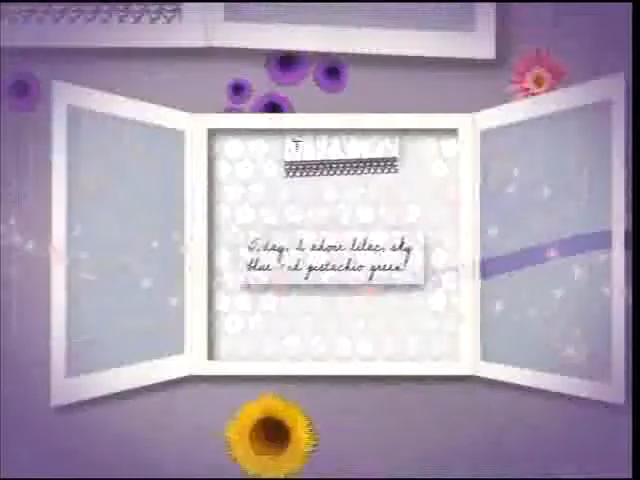 Today, I adore lilac, sky
blue and pistachio green